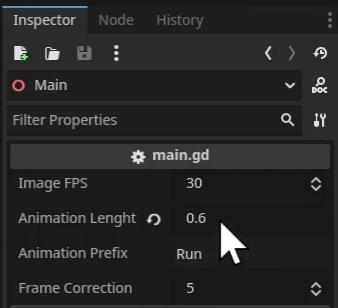 Inspector Node History
DOC
Main
Filter Properties
main.gd
Image FPS 30
Animation Lenght 0.6
Animation Prefix Run
Frame Correction 5